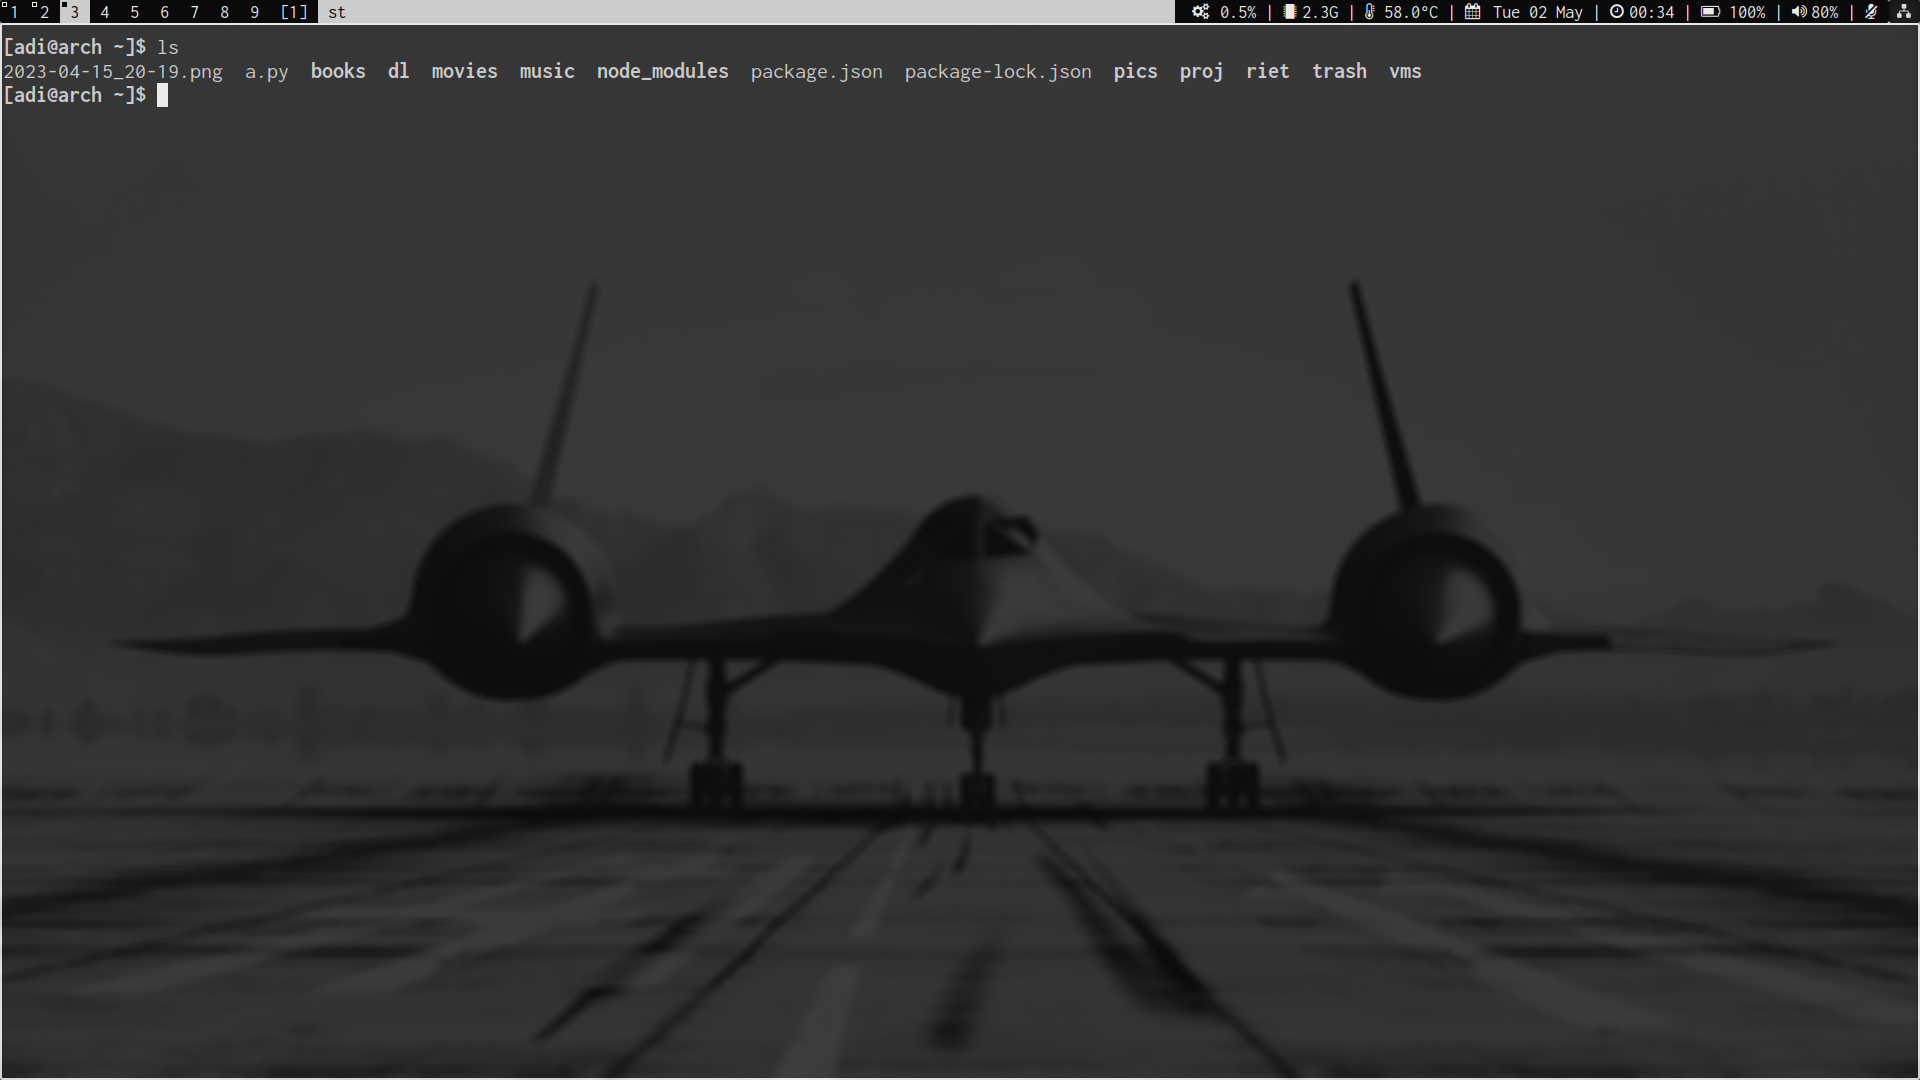 1 2 3 4 5 6 7 8 9 [1] st 0.5% | 2.3G | 58.0°C | Tue 02 May | 00:34 | 100% | 80% |
[adi@arch ~]$ ls
2023-04-15_20-19.png a.py books dl movies music node_modules package.json package-lock.json pics proj riet trash vms
[adi@arch ~]$